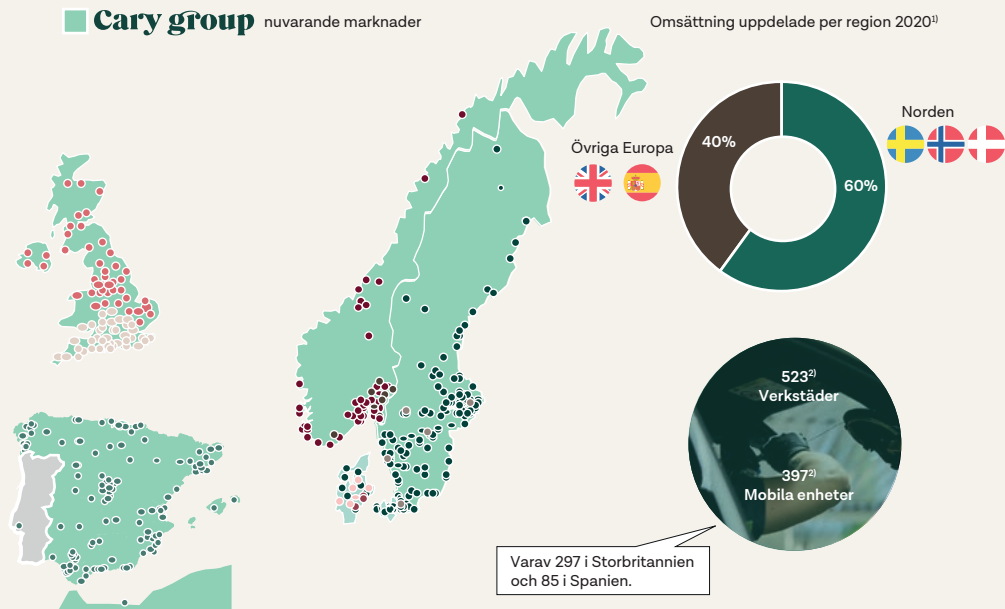 Cary group nuvarande marknader
Omsättning uppdelade per region 2020¹⁾
Övriga Europa
40%
60%
Norden
523²⁾
Verkstäder
397²⁾
Mobila enheter
Varav 297 i Storbritannien
och 85 i Spanien.